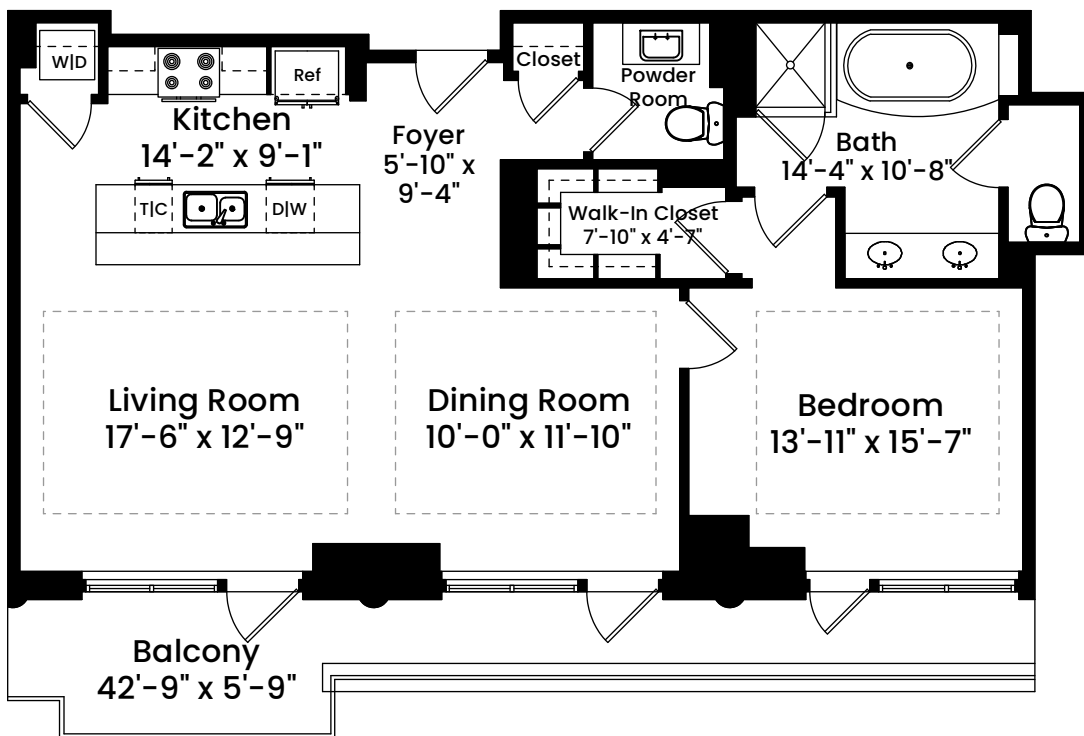 W|D
Ref
Kitchen
14'-2" x 9'-1"
T|C
D|W
Foyer
5'-10" x
9'-4"
Closet
Powder
Room
Bath
14'-4" x 10'-8"
Walk-In Closet
7'-10" x 4'-7"
Living Room
17'-6" x 12'-9"
Dining Room
10'-0" x 11'-10"
Bedroom
13'-11" x 15'-7"
Balcony
42'-9" x 5'-9"